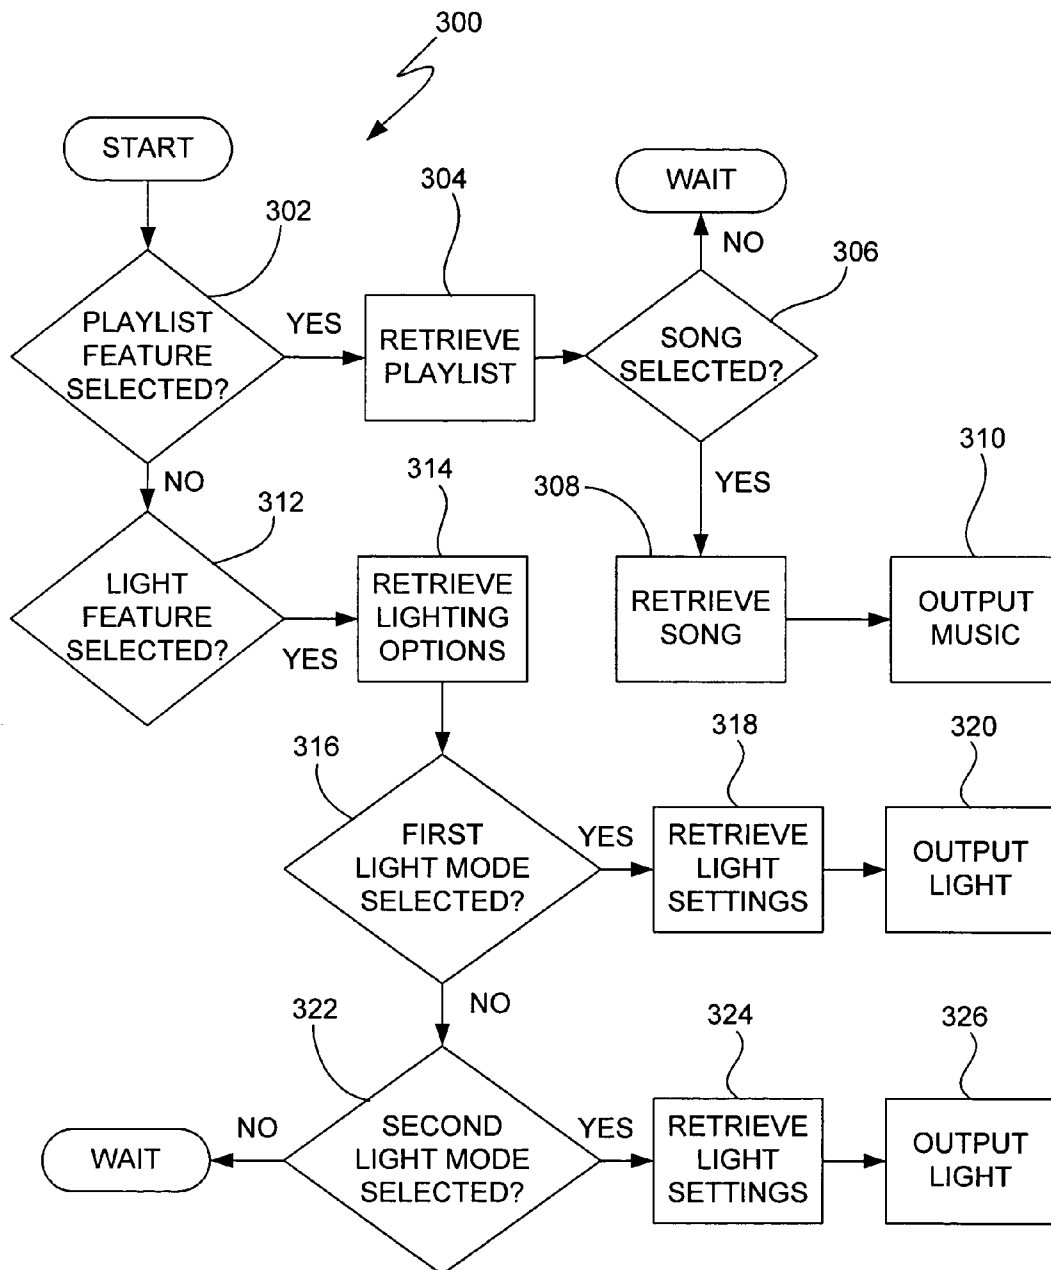 300
START
302
PLAYLIST
FEATURE
SELECTED?
YES
304
RETRIEVE
PLAYLIST
WAIT
NO
306
SONG
SELECTED?
YES
308
RETRIEVE
SONG
310
OUTPUT
MUSIC
NO
312
LIGHT
FEATURE
SELECTED?
YES
314
RETRIEVE
LIGHTING
OPTIONS
316
FIRST
LIGHT MODE
SELECTED?
YES
318
RETRIEVE
LIGHT
SETTINGS
320
OUTPUT
LIGHT
NO
322
SECOND
LIGHT MODE
SELECTED?
NO
WAIT
YES
324
RETRIEVE
LIGHT
SETTINGS
326
OUTPUT
LIGHT